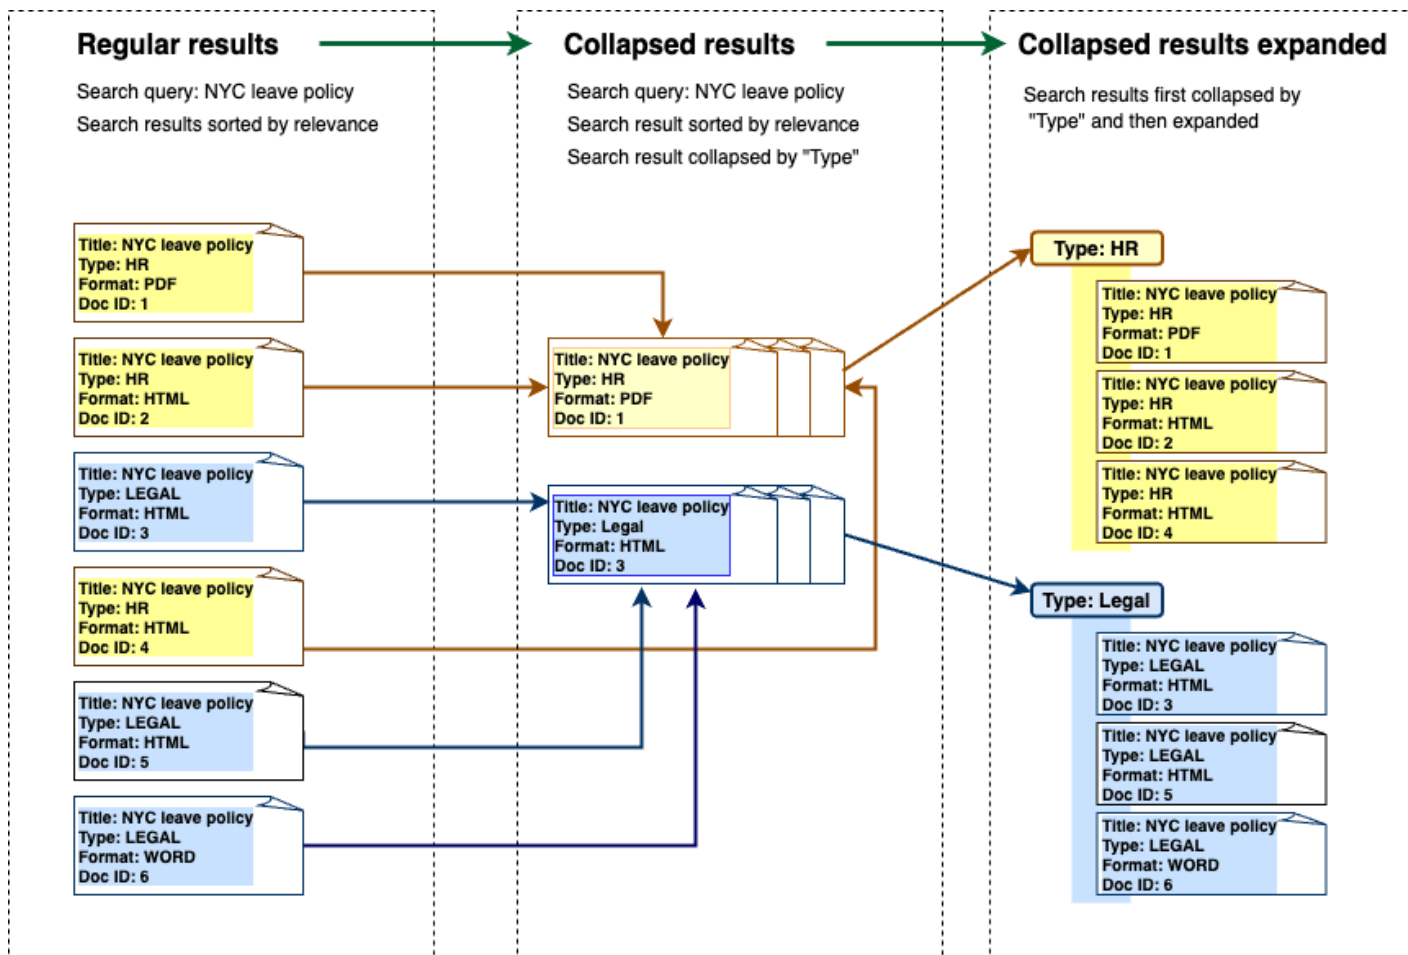 Regular results
Search query: NYC leave policy
Search results sorted by relevance
Title: NYC leave policy
Type: HR
Format: PDF
Doc ID: 1
Title: NYC leave policy
Type: HR
Format: HTML
Doc ID: 2
Title: NYC leave policy
Type: LEGAL
Format: HTML
Doc ID: 3
Title: NYC leave policy
Type: HR
Format: HTML
Doc ID: 4
Title: NYC leave policy
Type: LEGAL
Format: HTML
Doc ID: 5
Title: NYC leave policy
Type: LEGAL
Format: WORD
Doc ID: 6
Collapsed results
Search query: NYC leave policy
Search result sorted by relevance
Search result collapsed by "Type"
Title: NYC leave policy
Type: HR
Format: PDF
Doc ID: 1
Title: NYC leave policy
Type: Legal
Format: HTML
Doc ID: 3
Collapsed results expanded
Search results first collapsed by
"Type" and then expanded
Type: HR
Title: NYC leave policy
Type: HR
Format: PDF
Doc ID: 1
Title: NYC leave policy
Type: HR
Format: HTML
Doc ID: 2
Title: NYC leave policy
Type: HR
Format: HTML
Doc ID: 4
Type: Legal
Title: NYC leave policy
Type: LEGAL
Format: HTML
Doc ID: 3
Title: NYC leave policy
Type: LEGAL
Format: HTML
Doc ID: 5
Title: NYC leave policy
Type: LEGAL
Format: WORD
Doc ID: 6